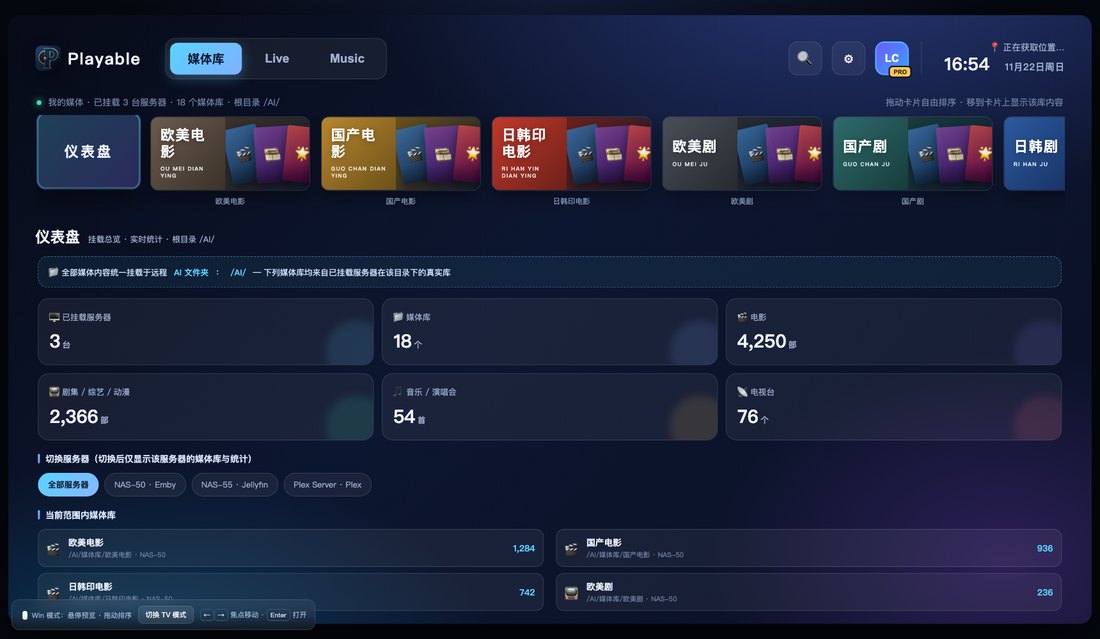 Playable
媒体库
Live
Music
LC
PRO
16:54
正在获取位置...
11月22日周日
我的媒体 · 已挂载 3 台服务器 · 18 个媒体库 · 根目录 /AI/
拖动卡片自由排序 · 移到卡片上显示该库内容
仪表盘
欧美电
影
OU MEI DIAN
YING
欧美电影
国产电
影
GUO CHAN DIAN
YING
国产电影
日韩印
电影
RI HAN YIN
DIAN YING
日韩印电影
欧美剧
OU MEI JU
欧美剧
国产剧
GUO CHAN JU
国产剧
日韩剧
RI HAN JU
仪表盘
挂载总览 · 实时统计 · 根目录 /AI/
全部媒体内容统一挂载于远程 AI 文件夹 : /AI/ — 下列媒体库均来自已挂载服务器在该目录下的真实库
已挂载服务器
3 台
媒体库
18 个
电影
4,250 部
剧集 / 综艺 / 动漫
2,366 部
音乐 / 演唱会
54 首
电视台
76 个
切换服务器（切换后仅显示该服务器的媒体库与统计）
全部服务器
NAS-50 · Emby
NAS-55 · Jellyfin
Plex Server · Plex
当前范围内媒体库
欧美电影
/AI/媒体库/欧美电影 · NAS-50
1,284
国产电影
/AI/媒体库/国产电影 · NAS-50
936
日韩印电影
/AI/媒体库/日韩印电影 · NAS-50
742
欧美剧
/AI/媒体库/欧美剧 · NAS-50
236
Win 模式：悬停预览 · 拖动排序
切换 TV 模式
← → 焦点移动 · Enter 打开